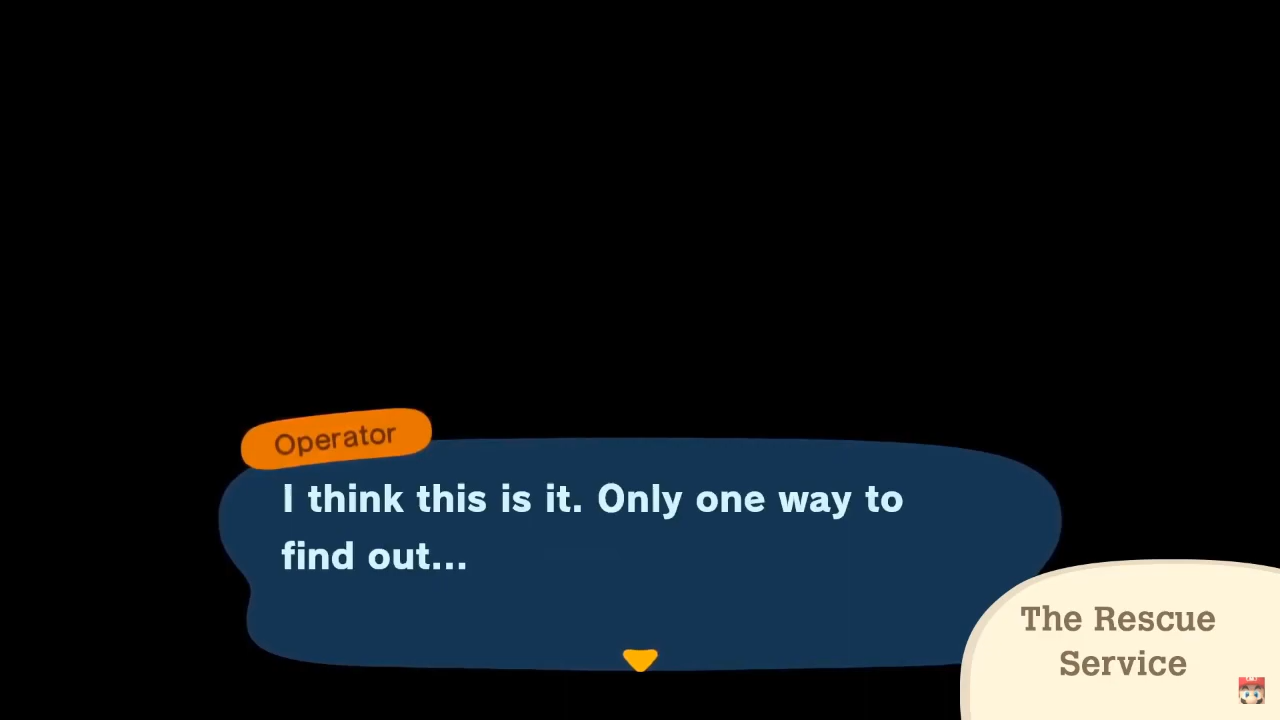 Operator
I think this is it. Only one way to
find out...
The Rescue
Service